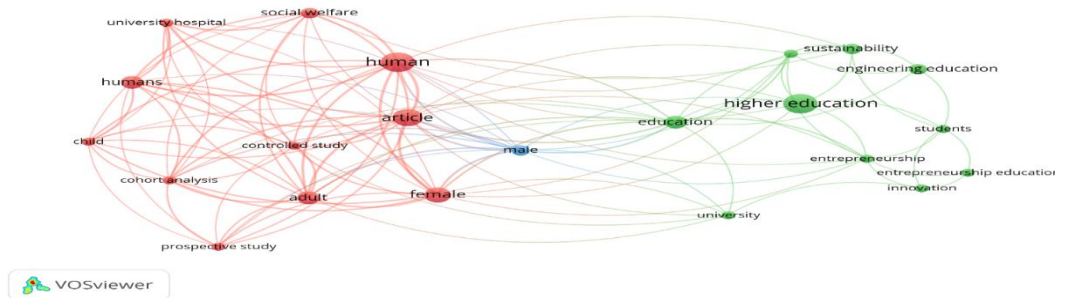 social welfare
university hospital
human
sustainability
engineering education
humans
higher education
article
education
students
child
controlled study
male
entrepreneurship
entrepreneurship education
cohort analysis
innovation
adult
female
university
prospective study
VOSviewer